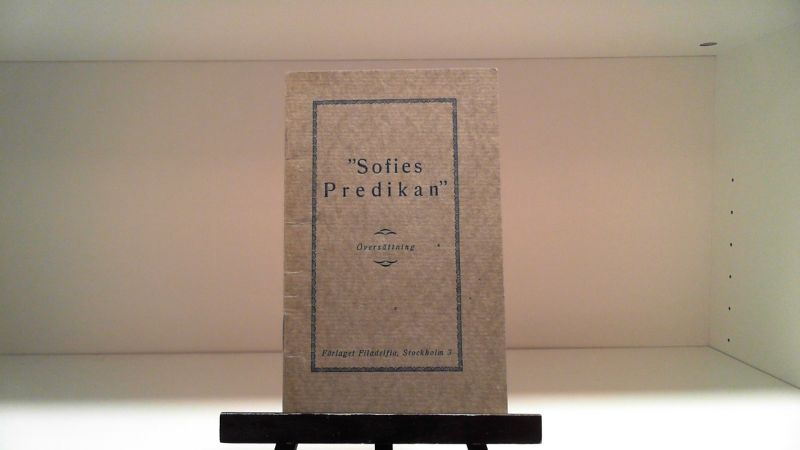 ”Sofies
Predikan”
Översättning
Förlaget Filadelfia, Stockholm 3